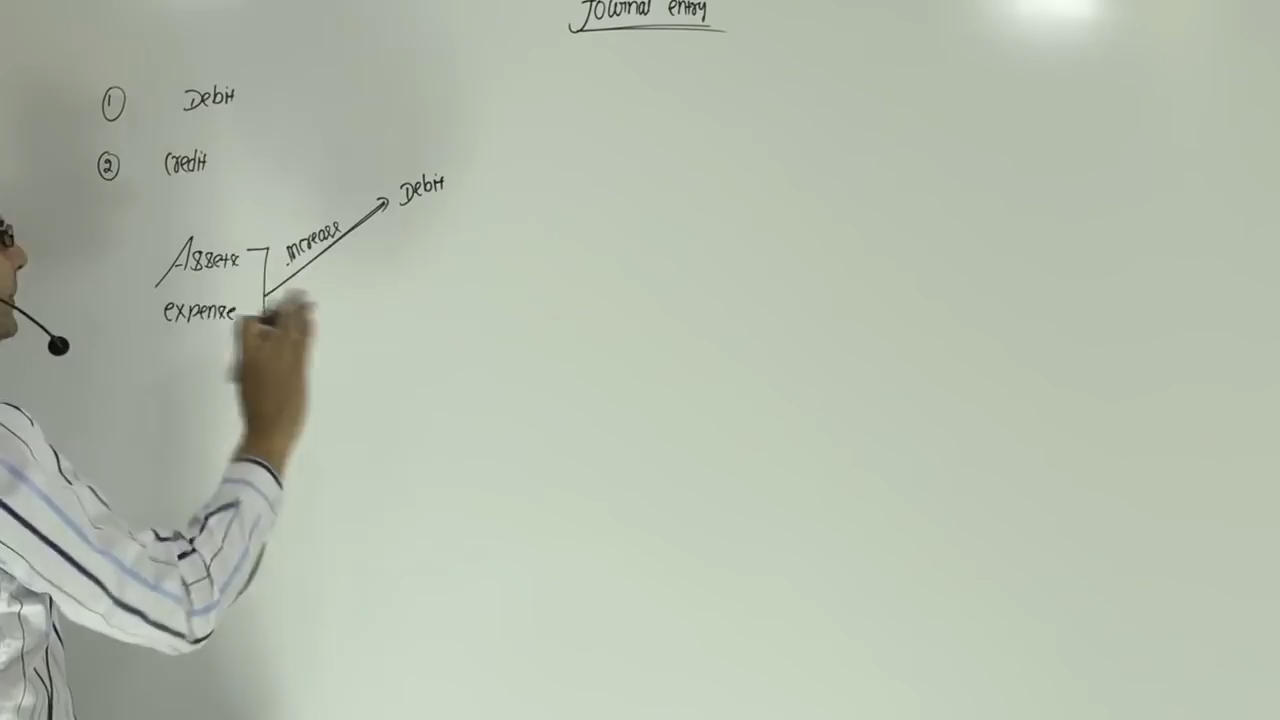 Journal entry
① Debit
② Credit
Debit
increase
Assets
expense